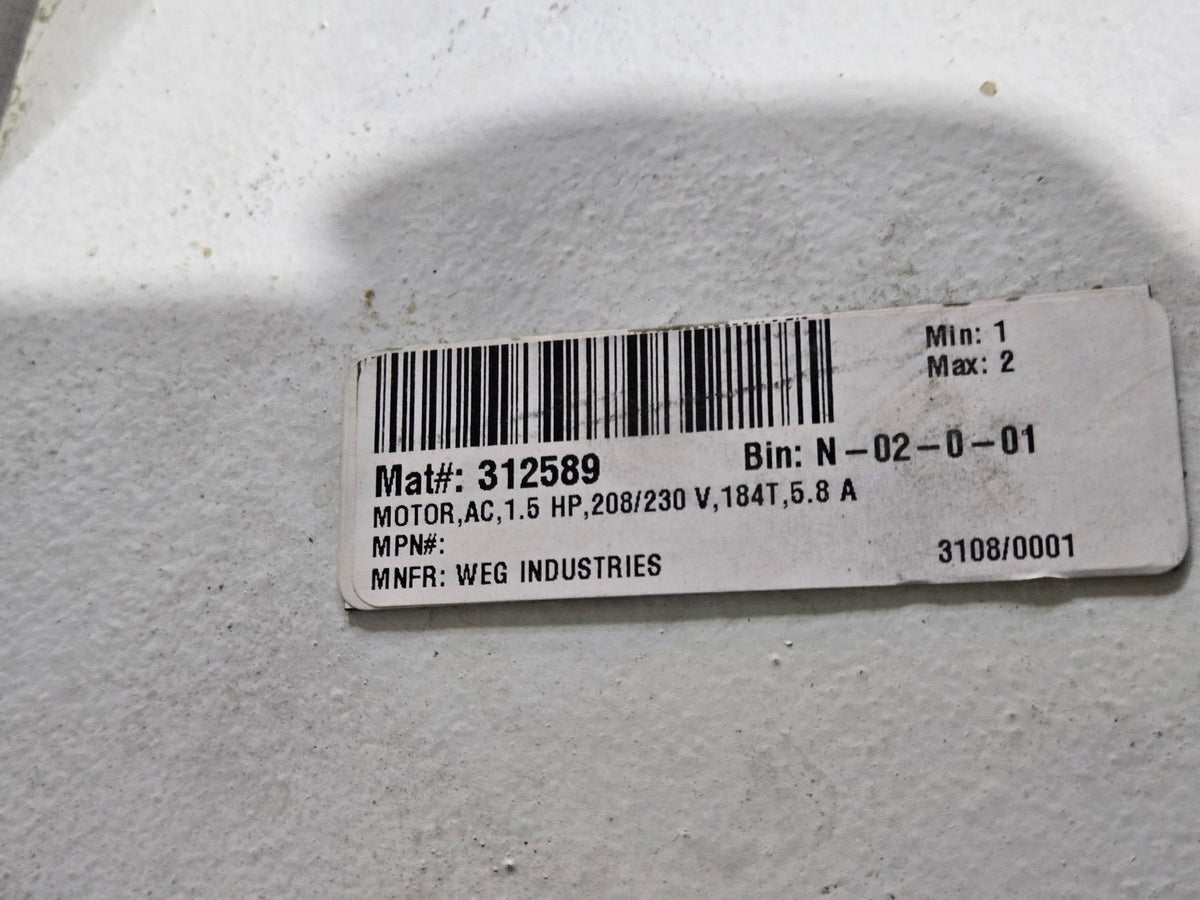 Min: 1
Max: 2
Mat#: 312589
Bin: N-02-0-01
MOTOR,AC,1.5 HP,208/230 V,184T,5.8 A
MPN#:
MNFR: WEG INDUSTRIES
3108/0001